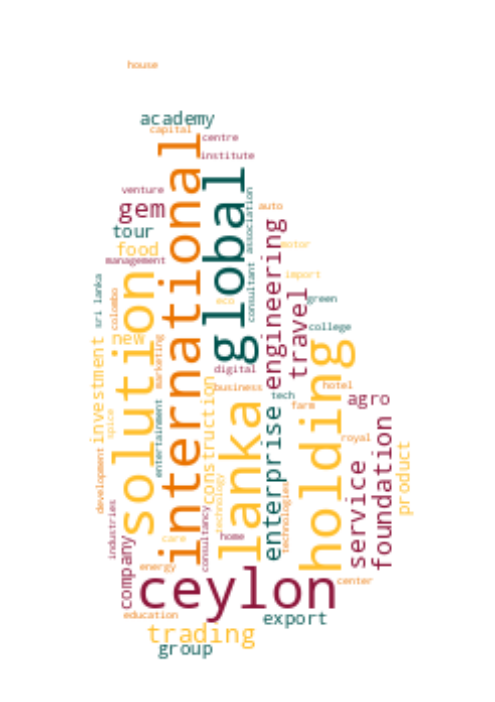 house
academy
capital
centre
institute
venture
gem
international
global
association
auto
tour
food
management
motor
engineering
consultant
import
sri lanka
colombo
solution
eco
travel
green
college
new
marketing
investment
digital
holding
business
hotel
construction
tech
farm
agro
spice
entertainment
lanka
enterprise
royal
foundation
product
service
development
technology
technologies
industries
consultancy
home
care
company
energy
ceylon
center
education
export
trading
group